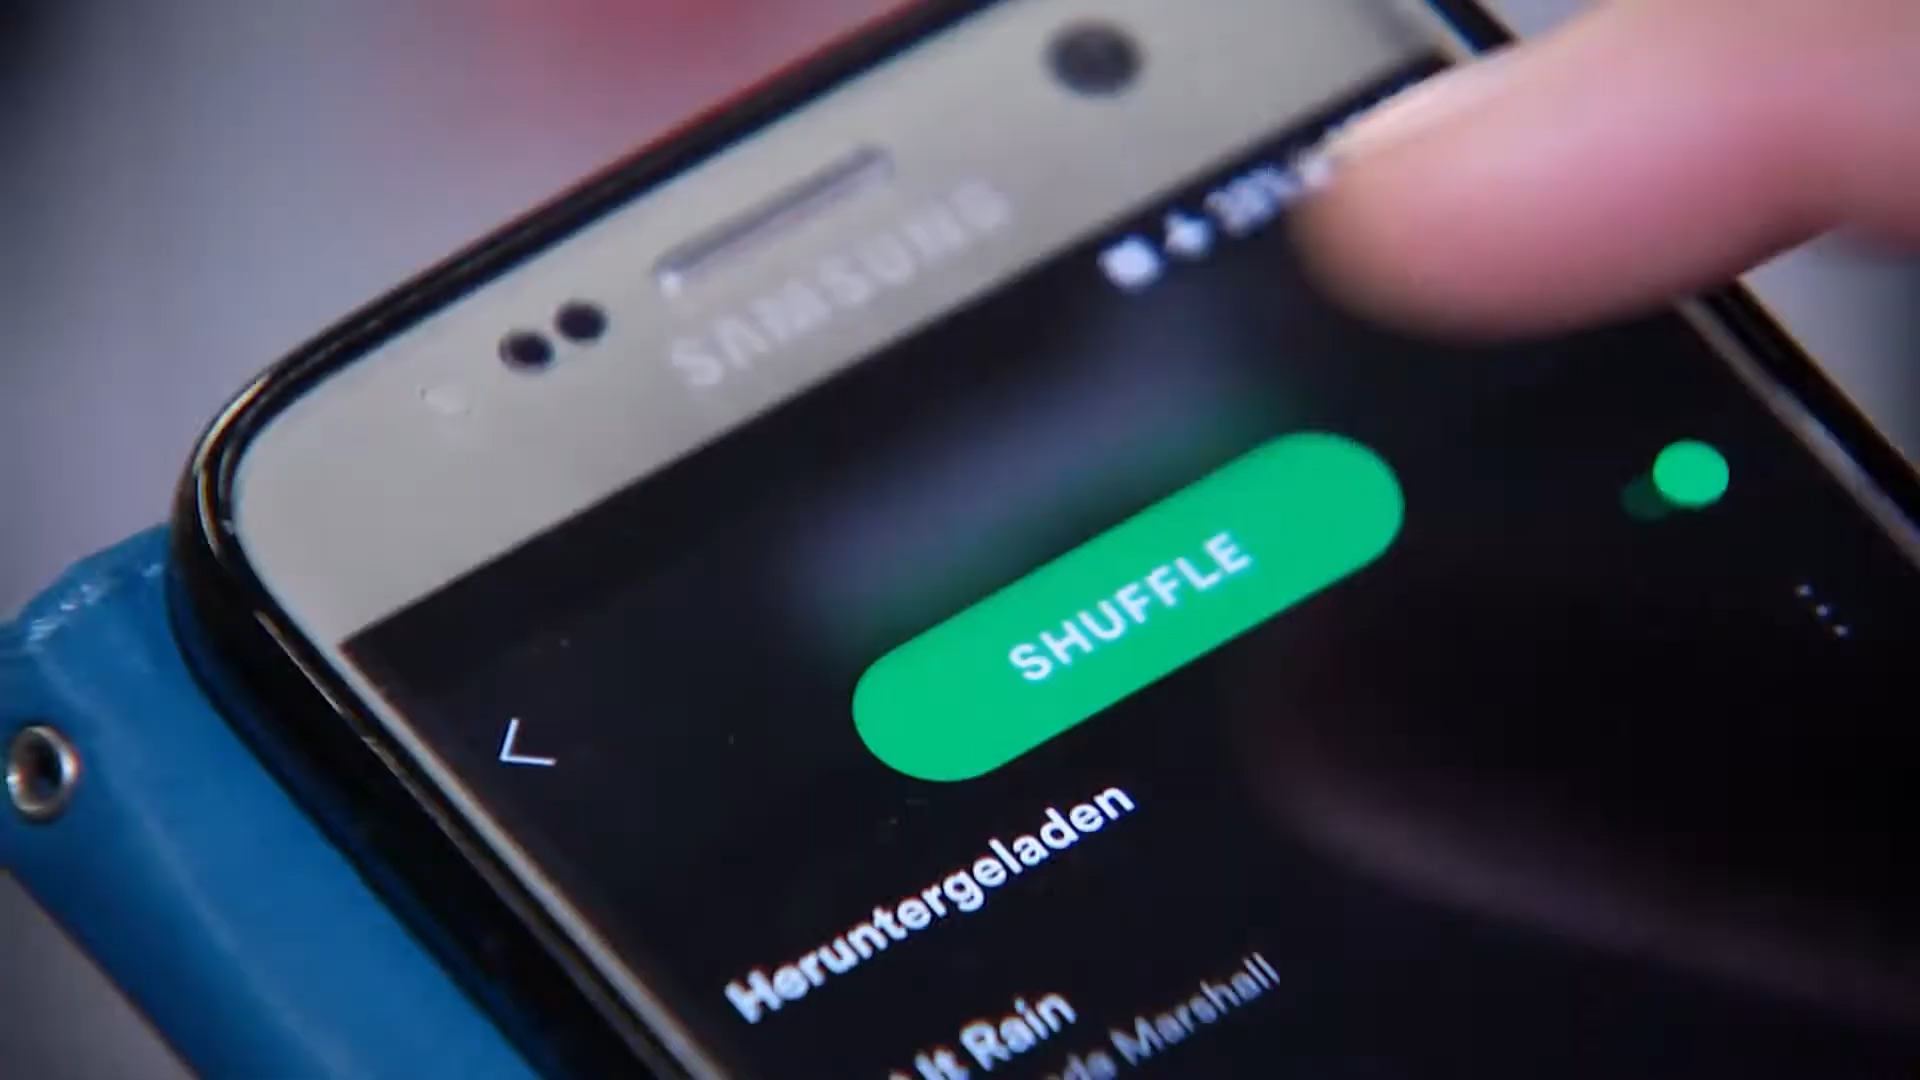 SAMSUNG
SHUFFLE
Heruntergeladen
It Rain
Marshall